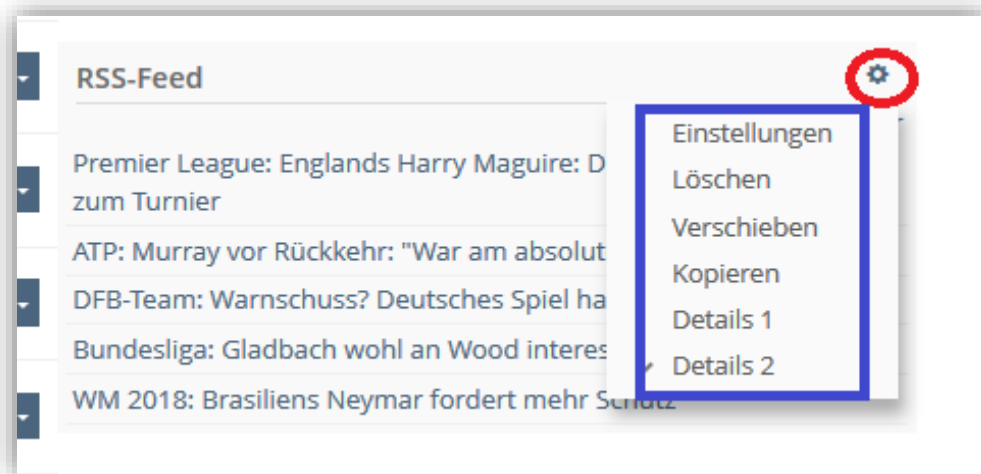 RSS-Feed
Einstellungen
Löschen
Verschieben
Kopieren
Details 1
Details 2
Premier League: Englands Harry Maguire: D
zum Turnier
ATP: Murray vor Rückkehr: "War am absolut
DFB-Team: Warnschuss? Deutsches Spiel ha
Bundesliga: Gladbach wohl an Wood interes
WM 2018: Brasiliens Neymar fordert mehr Schutz